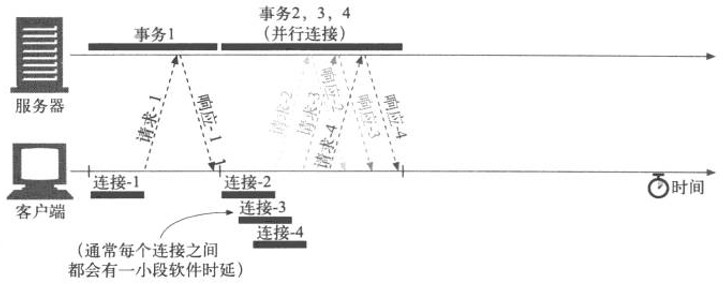 事务1
事务2，3，4
（并行连接）
服务器
请求-1
响应-1
请求-2
请求-3
请求-4
响应-2
响应-3
响应-4
客户端
连接-1
连接-2
连接-3
连接-4
时间
（通常每个连接之间
都会有一小段软件时延）